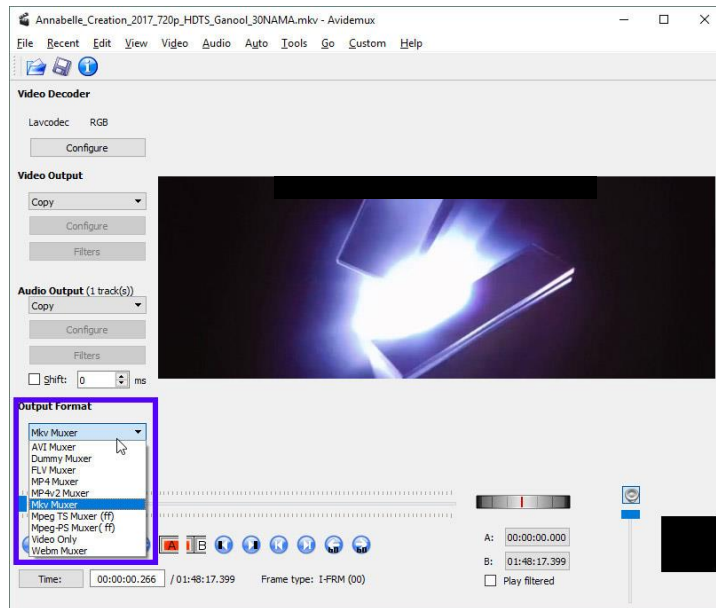 Annabelle_Creation_2017_720p_HDTS_Ganool_30NAMA.mkv - Avidemux
File Recent Edit View Video Audio Auto Tools Go Custom Help
Video Decoder
Lavcodec RGB
Configure
Video Output
Copy
Configure
Filters
Audio Output (1 track(s))
Copy
Configure
Filters
Shift: 0 ms
Output Format
Mkv Muxer
AVI Muxer
Dummy Muxer
FLV Muxer
MP4 Muxer
MP4v2 Muxer
Mkv Muxer
Mpeg TS Muxer (ff)
Mpeg-PS Muxer( ff)
Video Only
Webm Muxer
A B 60 60
A: 00:00:00.000
B: 01:48:17.399
Time: 00:00:00.266 / 01:48:17.399 Frame type: I-FRM (00)
Play filtered